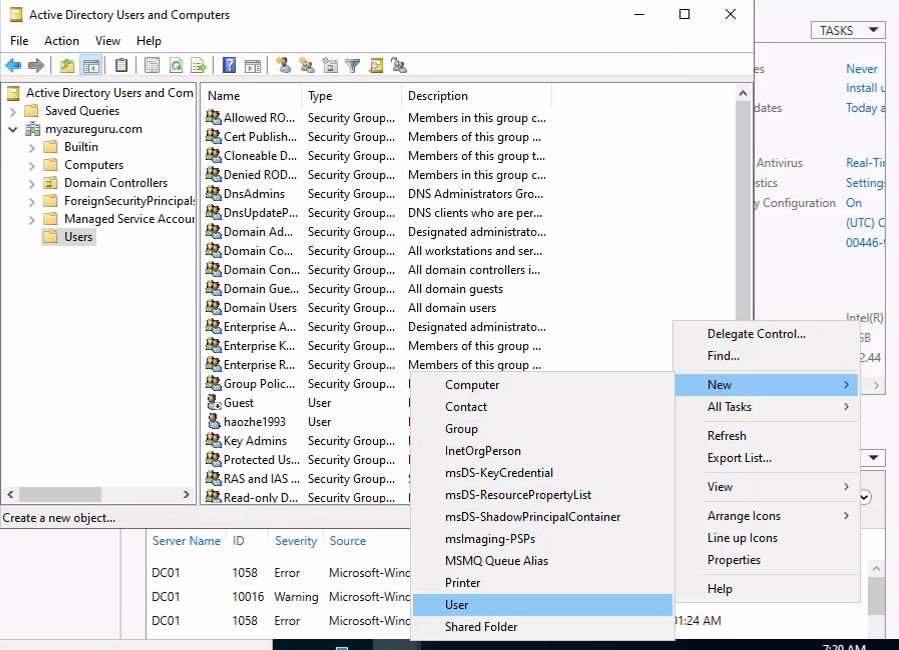 Active Directory Users and Computers
File Action View Help
Active Directory Users and Com
Saved Queries
myazureguru.com
Builtin
Computers
Domain Controllers
ForeignSecurityPrincipals
Managed Service Accour
Users
Name Type Description
Allowed RO... Security Group... Members in this group c...
Cert Publish... Security Group... Members of this group ...
Cloneable D... Security Group... Members of this group t...
Denied ROD... Security Group... Members in this group c...
DnsAdmins Security Group... DNS Administrators Gro...
DnsUpdateP... Security Group... DNS clients who are per...
Domain Ad... Security Group... Designated administrato...
Domain Co... Security Group... All workstations and ser...
Domain Con... Security Group... All domain controllers i...
Domain Gue... Security Group... All domain guests
Domain Users Security Group... All domain users
Enterprise A... Security Group... Designated administrato...
Enterprise K... Security Group... Members of this group ...
Enterprise R... Security Group... Members of this group ...
Group Polic... Security Group...
Guest User
haozhe1993 User
Key Admins Security Group...
Protected Us... Security Group...
RAS and IAS ... Security Group...
Read-only D... Security Group...
Create a new object...
TASKS
Never
Install u
dates Today a
Antivirus Real-Tir
stics Settings
y Configuration On
(UTC) C
00446-9
Intel(R)
GB
2.44
Delegate Control...
Find...
New
All Tasks
Refresh
Export List...
View
Arrange Icons
Line up Icons
Properties
Help
Computer
Contact
Group
InetOrgPerson
msDS-KeyCredential
msDS-ResourcePropertyList
msDS-ShadowPrincipalContainer
msImaging-PSPs
MSMQ Queue Alias
Printer
User
Shared Folder
Server Name ID Severity Source
DC01 1058 Error Microsoft-Wind
DC01 10016 Warning Microsoft-Wind
DC01 1058 Error Microsoft-Wind
01:24 AM
7:29 AM